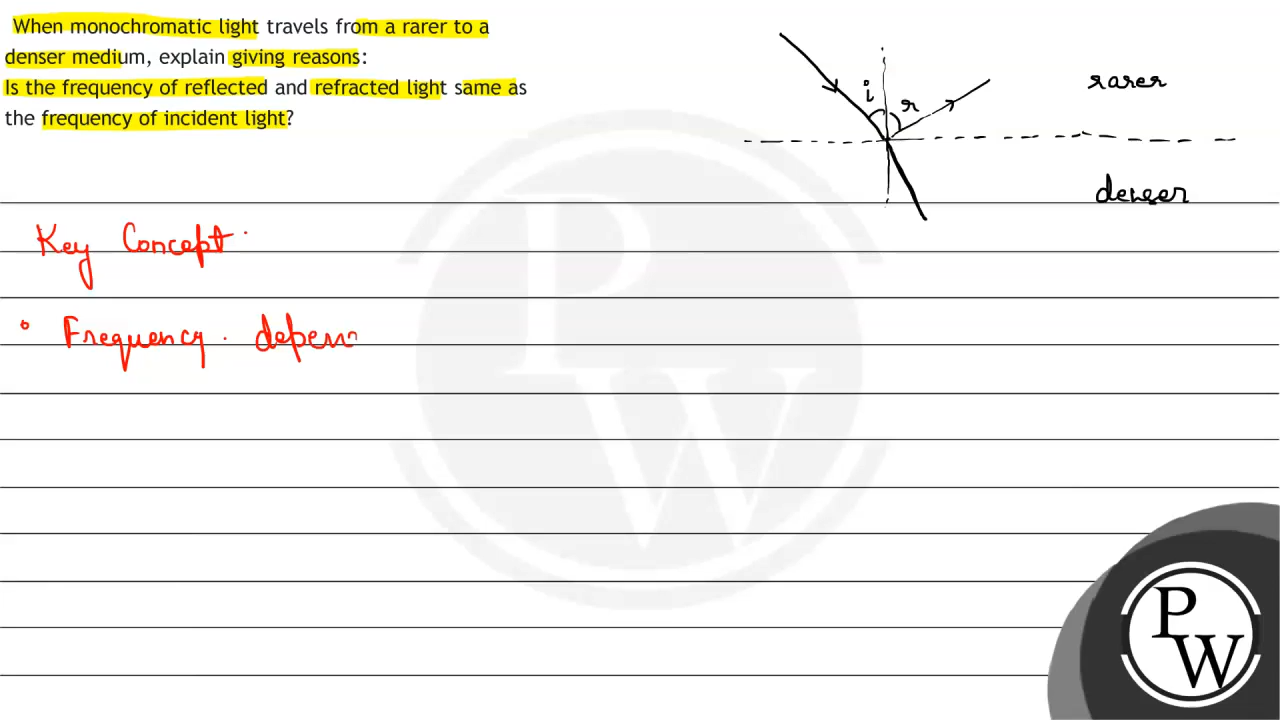 When monochromatic light travels from a rarer to a
denser medium, explain giving reasons:
Is the frequency of reflected and refracted light same as
the frequency of incident light?
i
r
rarer
denser
Key Concept.
• Frequency. depen
PW
PW